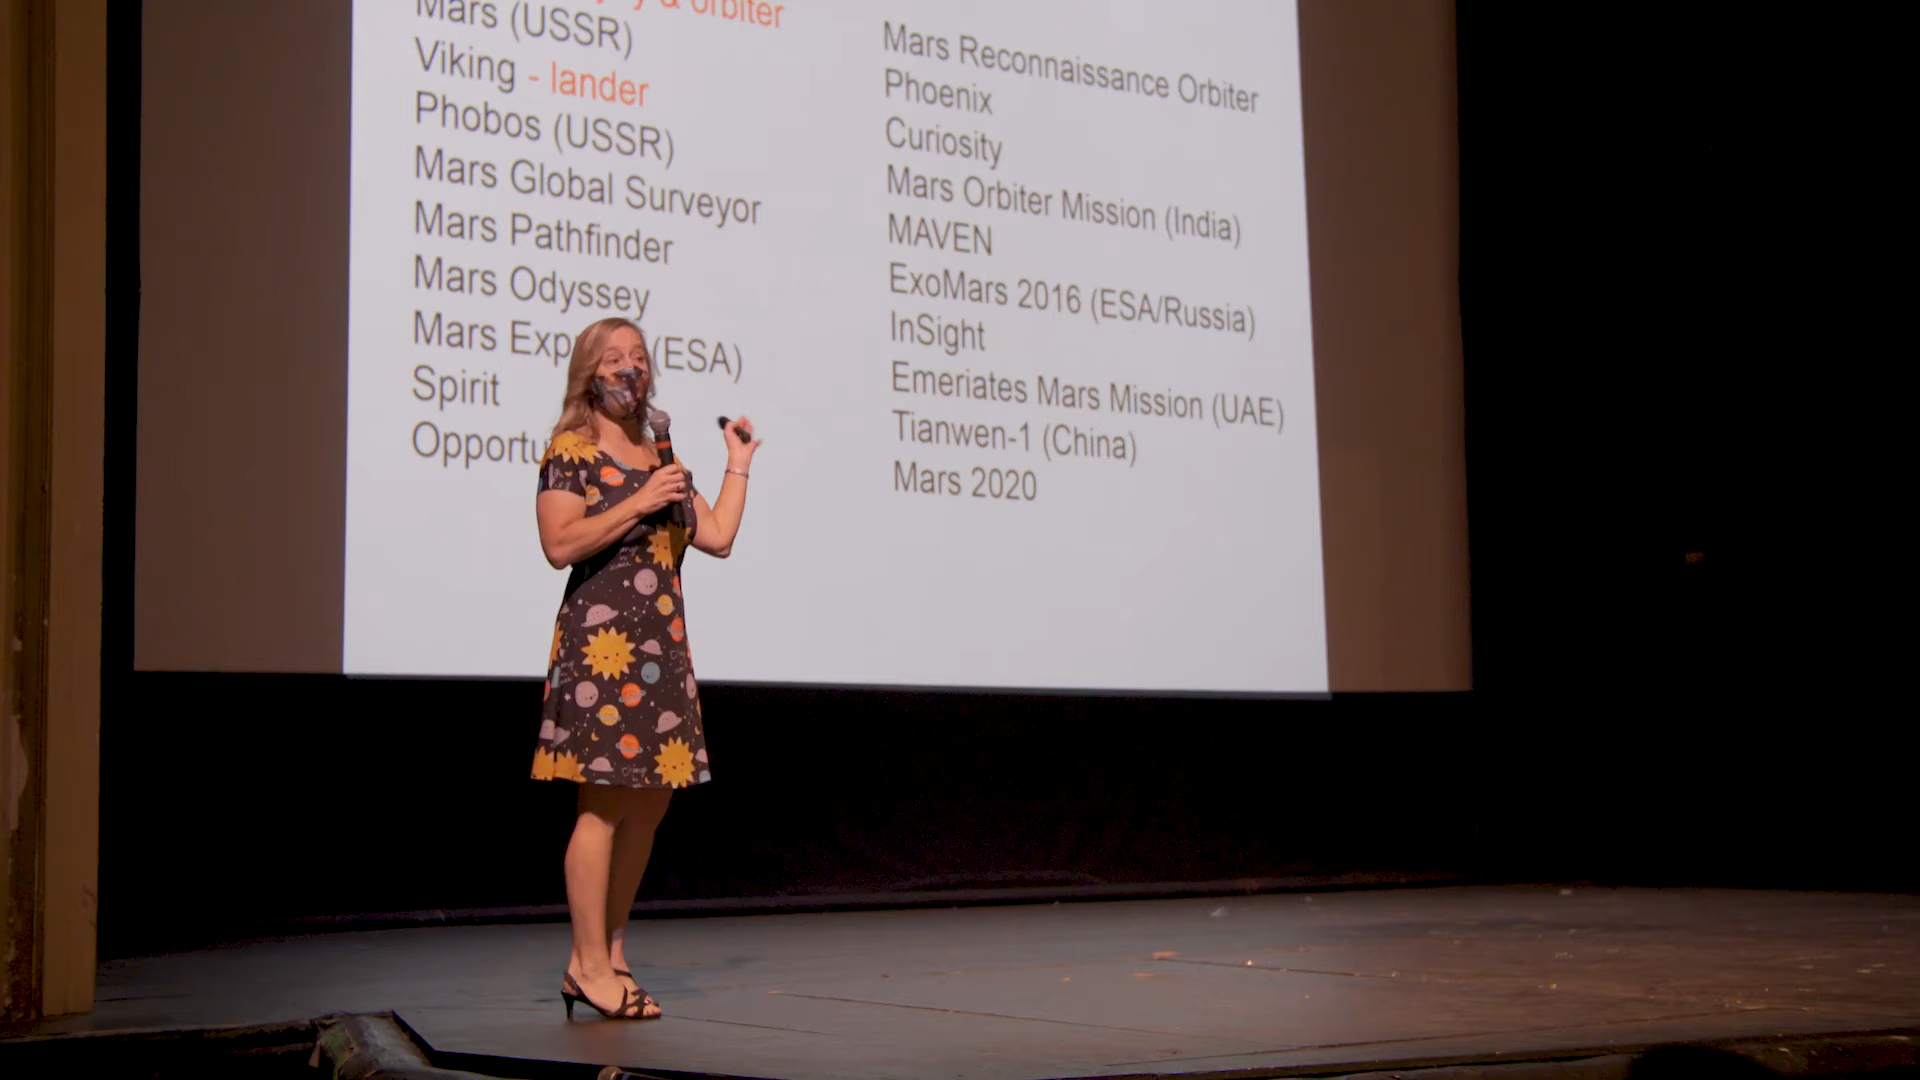 & orbiter
Mars (USSR)
Viking - lander
Phobos (USSR)
Mars Global Surveyor
Mars Pathfinder
Mars Odyssey
Mars Exp (ESA)
Spirit
Opportu
Mars Reconnaissance Orbiter
Phoenix
Curiosity
Mars Orbiter Mission (India)
MAVEN
ExoMars 2016 (ESA/Russia)
InSight
Emeriates Mars Mission (UAE)
Tianwen-1 (China)
Mars 2020